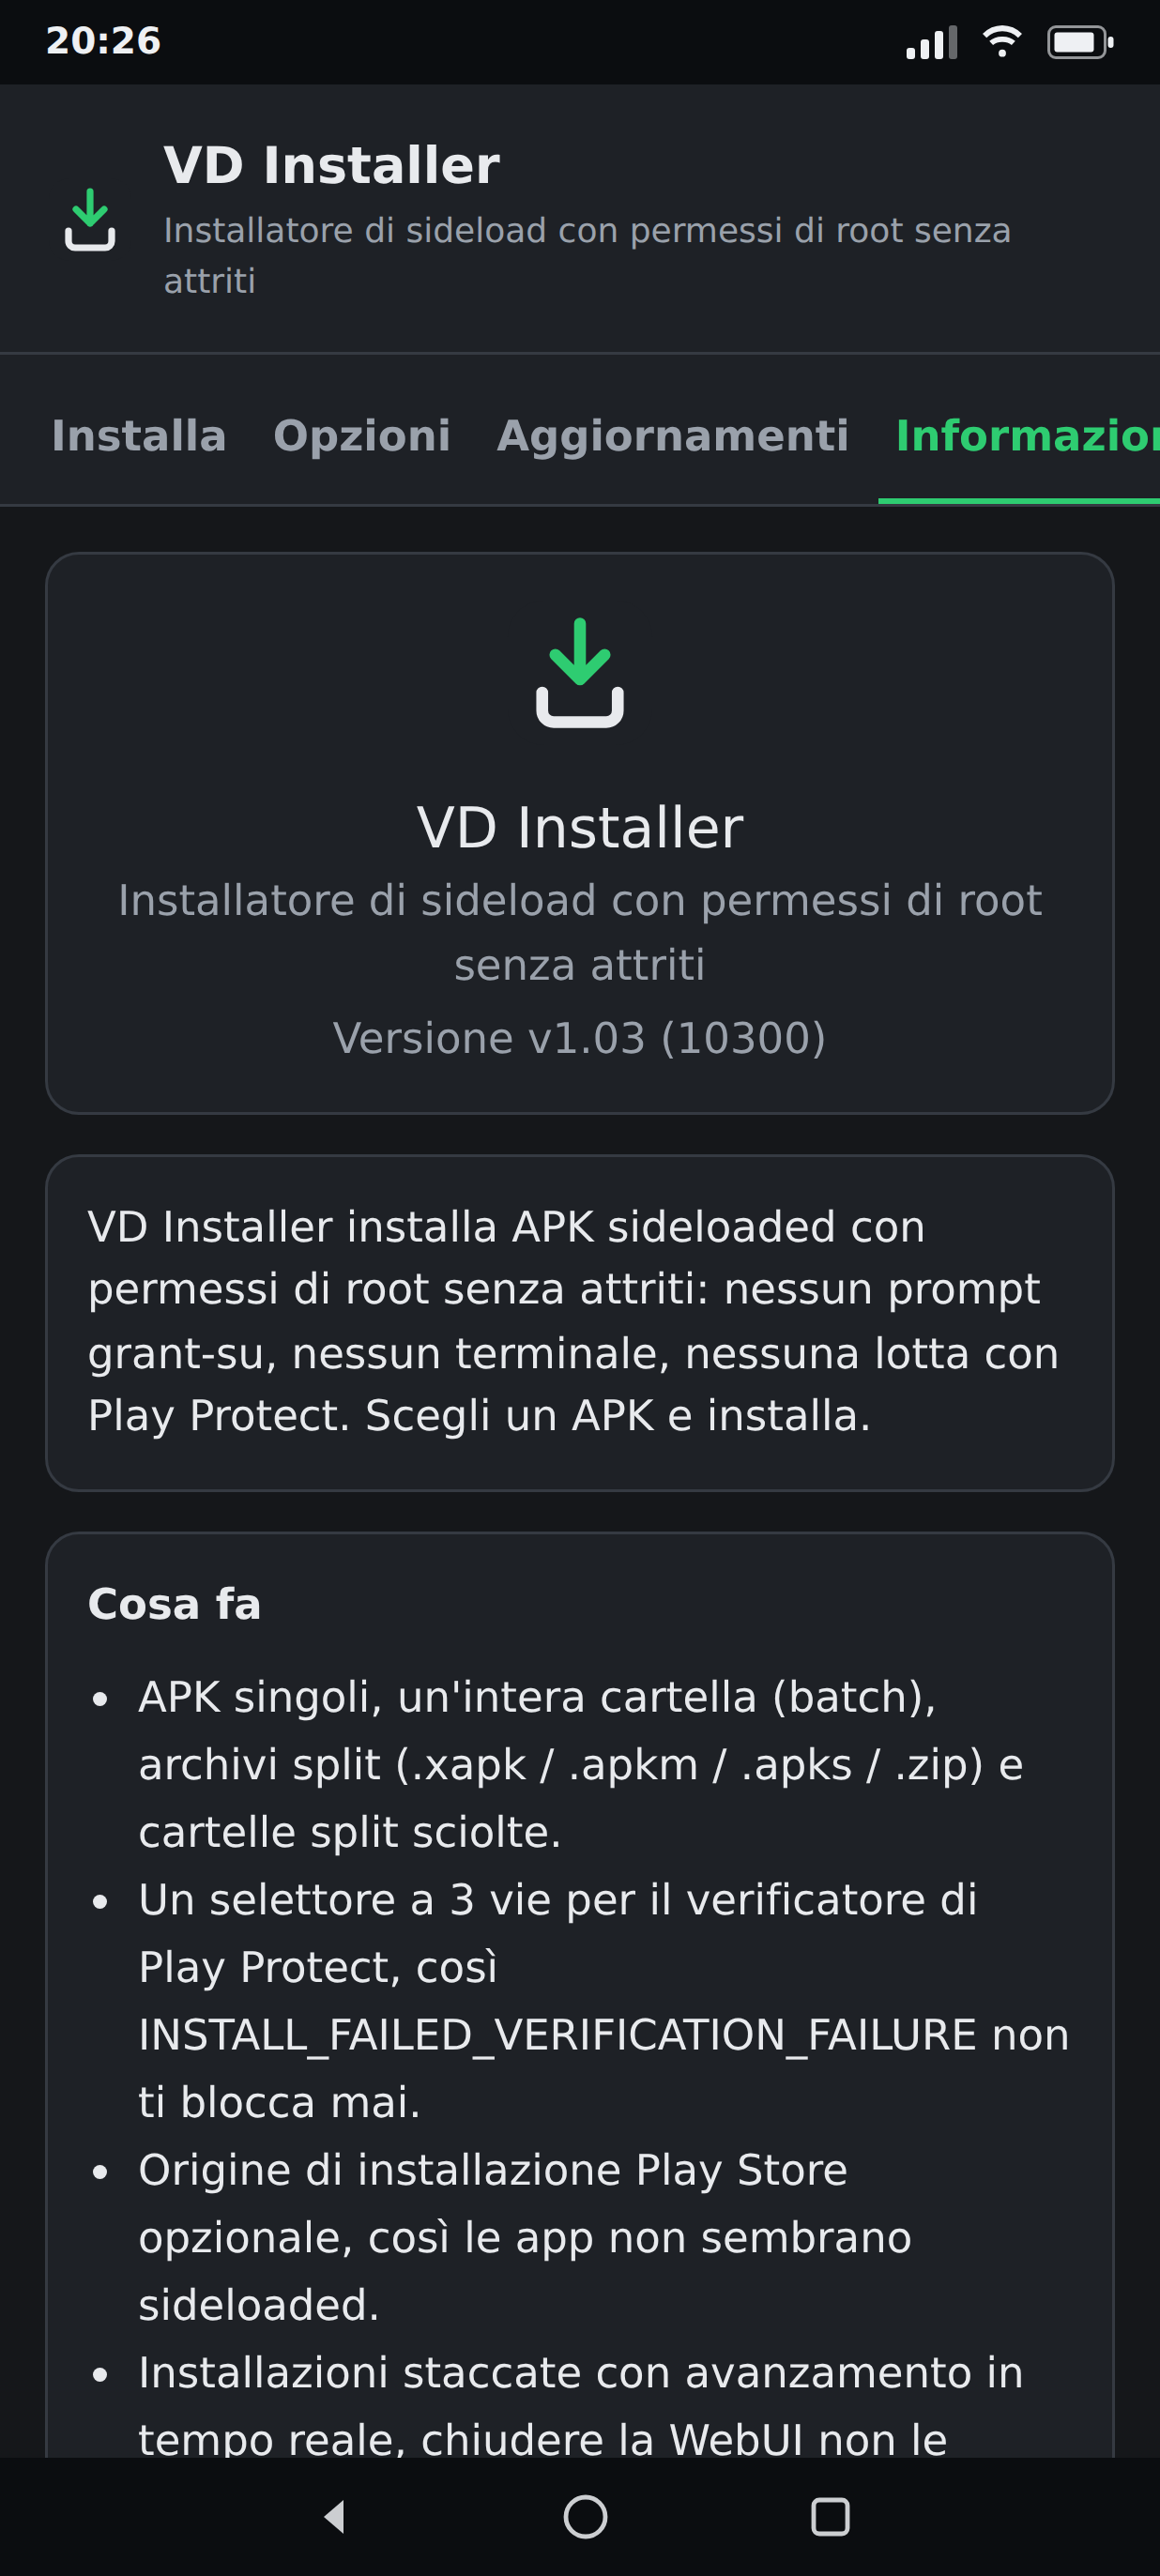 20:26
VD Installer
Installatore di sideload con permessi di root senza
attriti
Installa Opzioni Aggiornamenti
VD Installer
Installatore di sideload con permessi di root
senza attriti
Versione v1.03 (10300)
VD Installer installa APK sideloaded con
permessi di root senza attriti: nessun prompt
grant-su, nessun terminale, nessuna lotta con
Play Protect. Scegli un APK e installa.
Cosa fa
• APK singoli, un'intera cartella (batch),
archivi split (.xapk / .apkm / .apks / .zip) e
cartelle split sciolte.
• Un selettore a 3 vie per il verificatore di
Play Protect, così
INSTALL_FAILED_VERIFICATION_FAILURE non
ti blocca mai.
• Origine di installazione Play Store
opzionale, così le app non sembrano
sideloaded.
• Installazioni staccate con avanzamento in
tempo reale, chiudere la WebUI non le